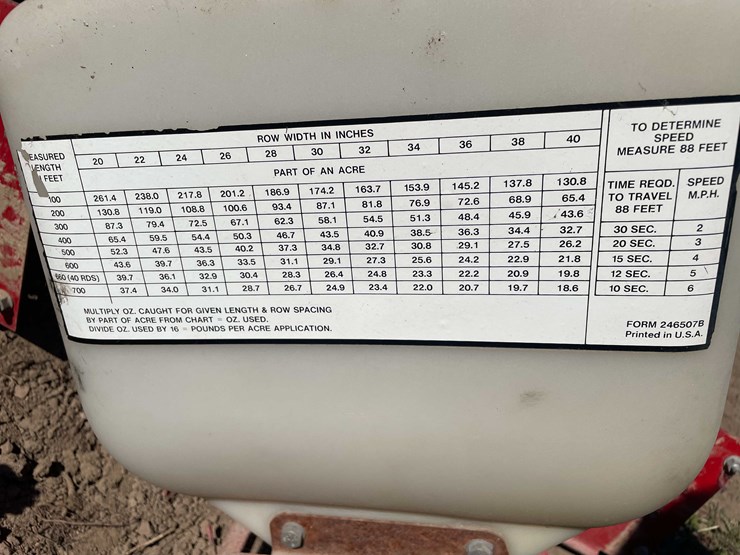 ROW WIDTH IN INCHES
LENGTH
FEET
20 22 24 26 28 30 32 34 36 38 40
PART OF AN ACRE
100 261.4 238.0 217.8 201.2 186.9 174.2 163.7 153.9 145.2 137.8 130.8
200 130.8 119.0 108.8 100.6 93.4 87.1 81.8 76.9 72.6 68.9 65.4
300 87.3 79.4 72.5 67.1 62.3 58.1 54.5 51.3 48.4 45.9 43.6
400 65.4 59.5 54.4 50.3 46.7 43.5 40.9 38.5 36.3 34.4 32.7
500 52.3 47.6 43.5 40.2 37.3 34.8 32.7 30.8 29.1 27.5 26.2
600 43.6 39.7 36.3 33.5 31.1 29.1 27.3 25.6 24.2 22.9 21.8
660 (40 RDS) 39.7 36.1 32.9 30.4 28.3 26.4 24.8 23.3 22.2 20.9 19.8
700 37.4 34.0 31.1 28.7 26.7 24.9 23.4 22.0 20.7 19.7 18.6
MULTIPLY OZ. CAUGHT FOR GIVEN LENGTH & ROW SPACING
BY PART OF ACRE FROM CHART = OZ. USED.
DIVIDE OZ. USED BY 16 = POUNDS PER ACRE APPLICATION.
TO DETERMINE
SPEED
MEASURE 88 FEET
TIME REQD. SPEED
TO TRAVEL M.P.H.
88 FEET
30 SEC. 2
20 SEC. 3
15 SEC. 4
12 SEC. 5
10 SEC. 6
FORM 246507B
Printed in U.S.A.